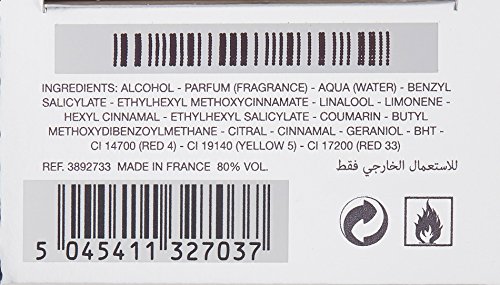 INGREDIENTS: ALCOHOL - PARFUM (FRAGRANCE) - AQUA (WATER) - BENZYL
SALICYLATE - ETHYLHEXYL METHOXYCINNAMATE - LINALOOL - LIMONENE -
HEXYL CINNAMAL - ETHYLHEXYL SALICYLATE - COUMARIN - BUTYL
METHOXYDIBENZOYLMETHANE - CITRAL - CINNAMAL - GERANIOL - BHT -
CI 14700 (RED 4) - CI 19140 (YELLOW 5) - CI 17200 (RED 33)
REF. 3892733 MADE IN FRANCE 80% VOL. للاستعمال الخارجي فقط
5 045411 327037